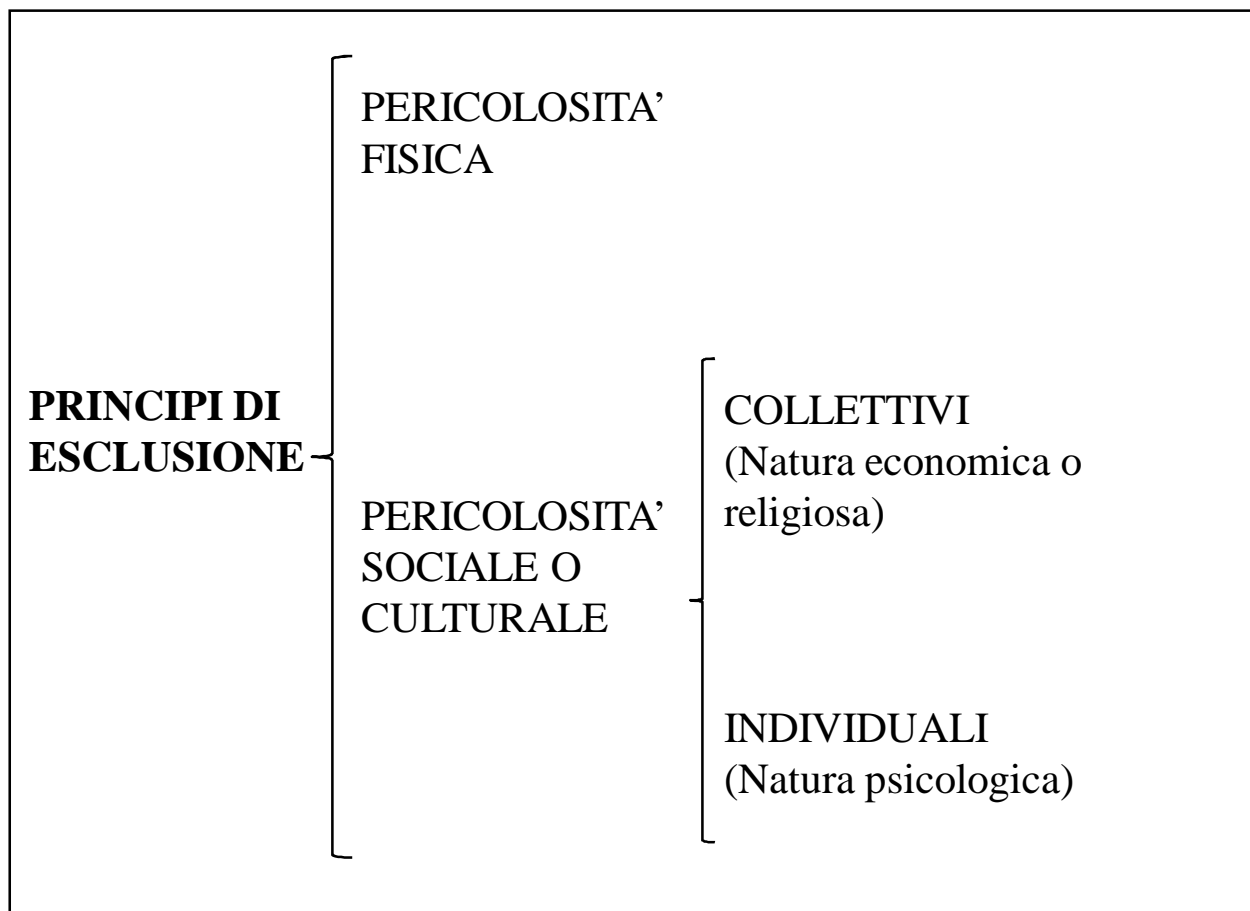 PERICOLOSITA’
FISICA
PRINCIPI DI
ESCLUSIONE
PERICOLOSITA’
SOCIALE O
CULTURALE
COLLETTIVI
(Natura economica o
religiosa)
INDIVIDUALI
(Natura psicologica)